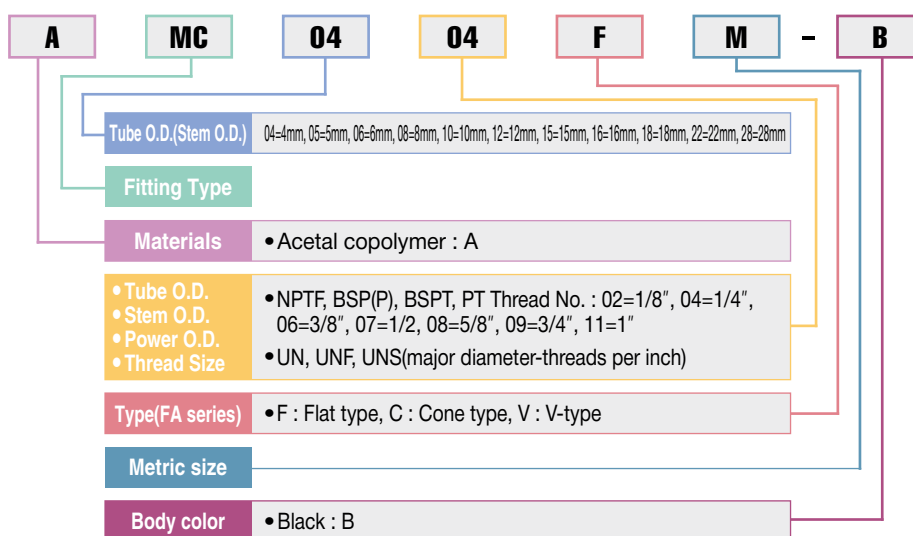 A MC 04 04 F M - B
Tube O.D.(Stem O.D.) 04=4mm, 05=5mm, 06=6mm, 08=8mm, 10=10mm, 12=12mm, 15=15mm, 16=16mm, 18=18mm, 22=22mm, 28=28mm
Fitting Type
Materials •Acetal copolymer : A
•Tube O.D.
•Stem O.D.
•Power O.D.
•Thread Size
•NPTF, BSP(P), BSPT, PT Thread No. : 02=1/8″, 04=1/4″,
06=3/8″, 07=1/2, 08=5/8″, 09=3/4″, 11=1″
•UN, UNF, UNS(major diameter-threads per inch)
Type(FA series) •F : Flat type, C : Cone type, V : V-type
Metric size
Body color •Black : B